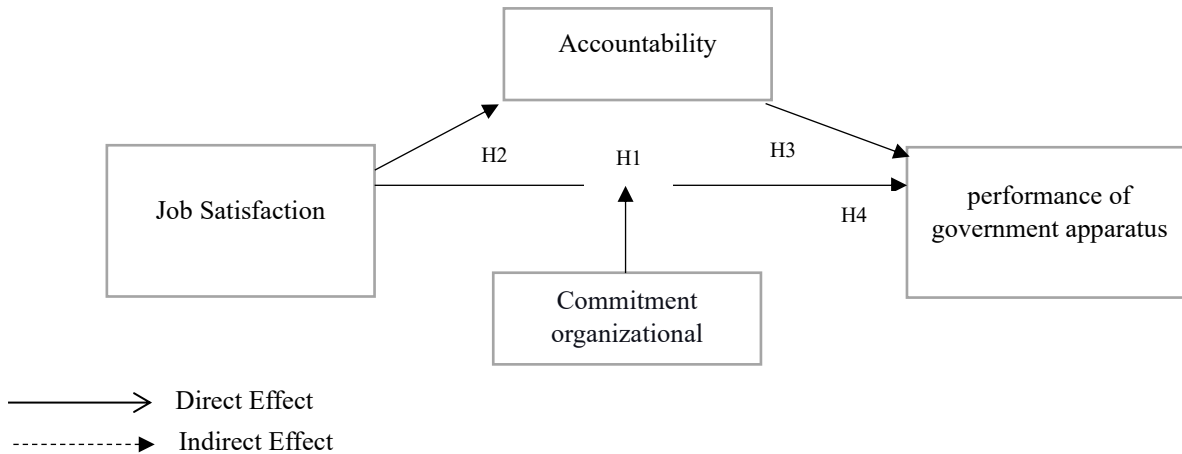 Accountability
H2
H1
H3
Job Satisfaction
performance of
government apparatus
H4
Commitment
organizational
Direct Effect
Indirect Effect